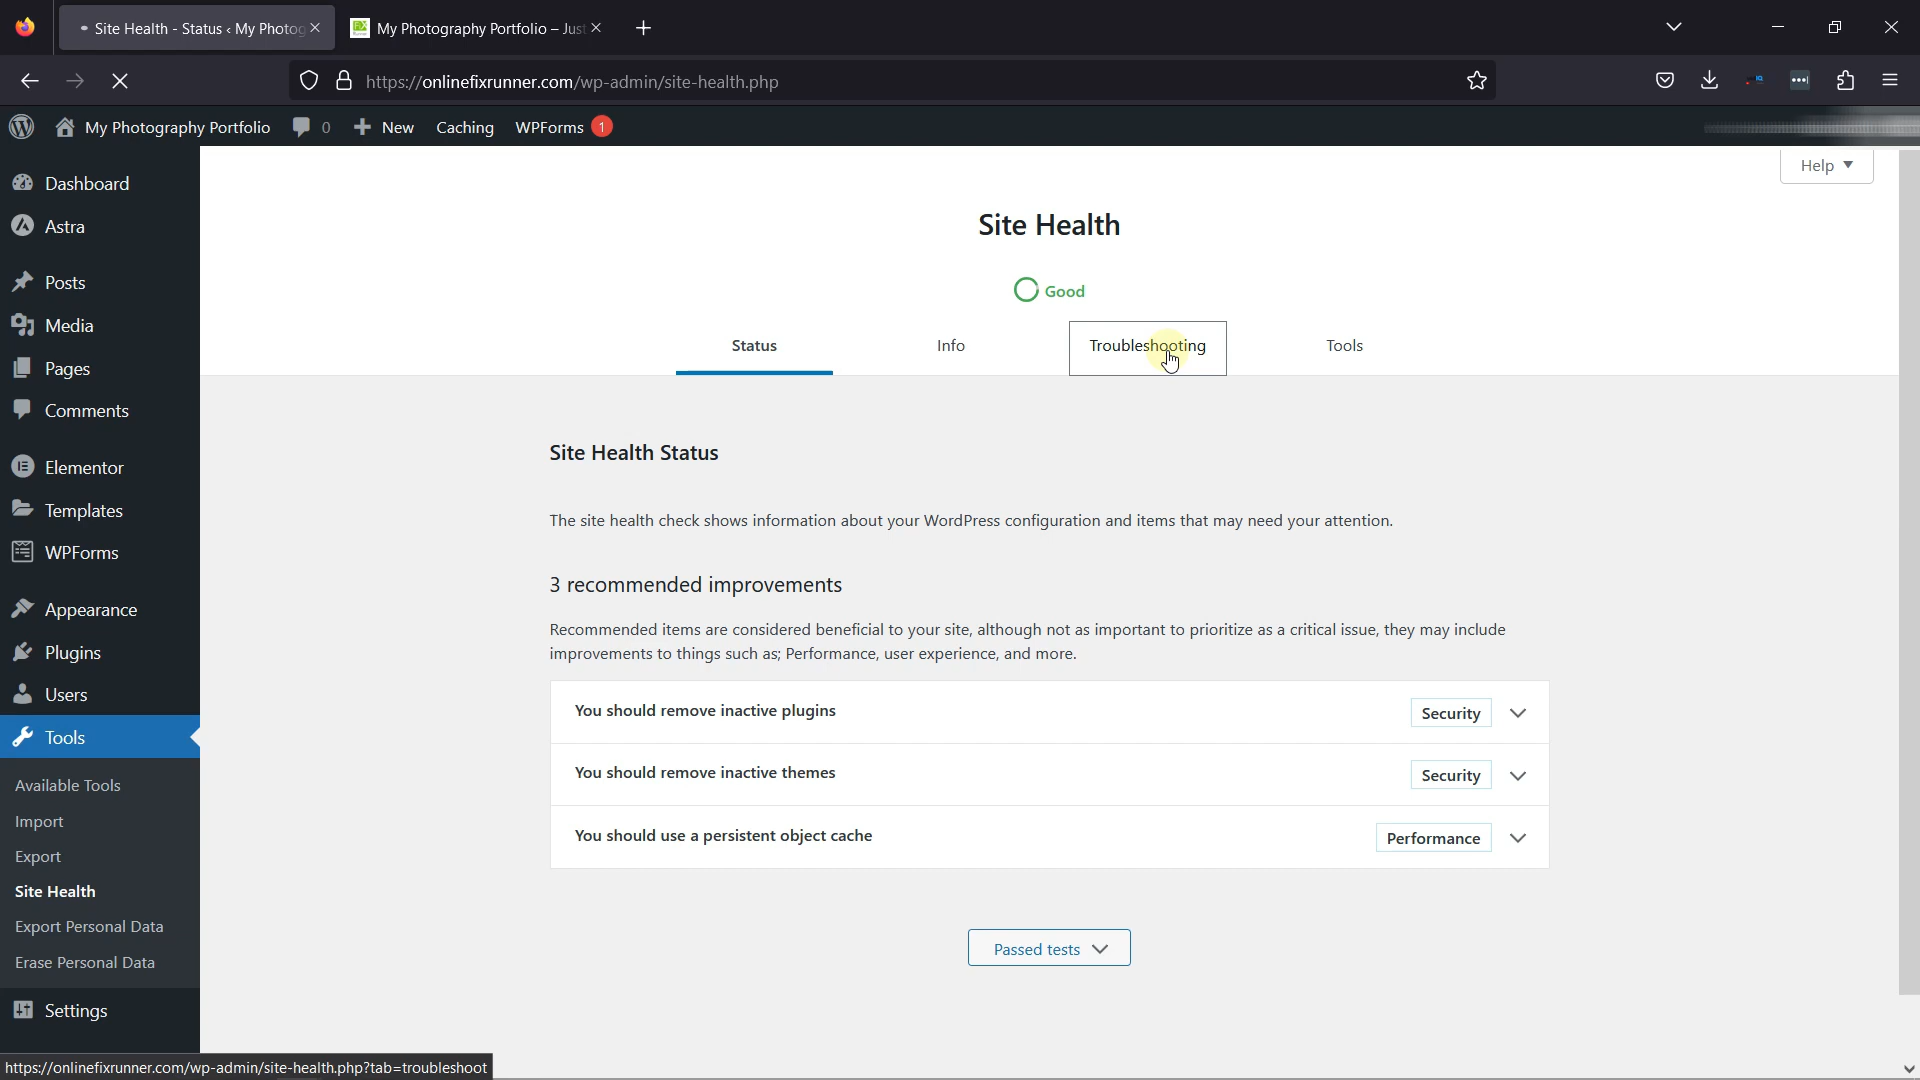 Site Health - Status ‹ My Photog
My Photography Portfolio – Just
https://onlinefixrunner.com/wp-admin/site-health.php
My Photography Portfolio
0
New
Caching
WPForms
1
Help
Dashboard
Astra
Posts
Media
Pages
Comments
Elementor
Templates
WPForms
Appearance
Plugins
Users
Tools
Available Tools
Import
Export
Site Health
Export Personal Data
Erase Personal Data
Settings
Site Health
Good
Status
Info
Troubleshooting
Tools
Site Health Status
The site health check shows information about your WordPress configuration and items that may need your attention.
3 recommended improvements
Recommended items are considered beneficial to your site, although not as important to prioritize as a critical issue, they may include
improvements to things such as; Performance, user experience, and more.
You should remove inactive plugins
Security
You should remove inactive themes
Security
You should use a persistent object cache
Performance
Passed tests
https://onlinefixrunner.com/wp-admin/site-health.php?tab=troubleshoot